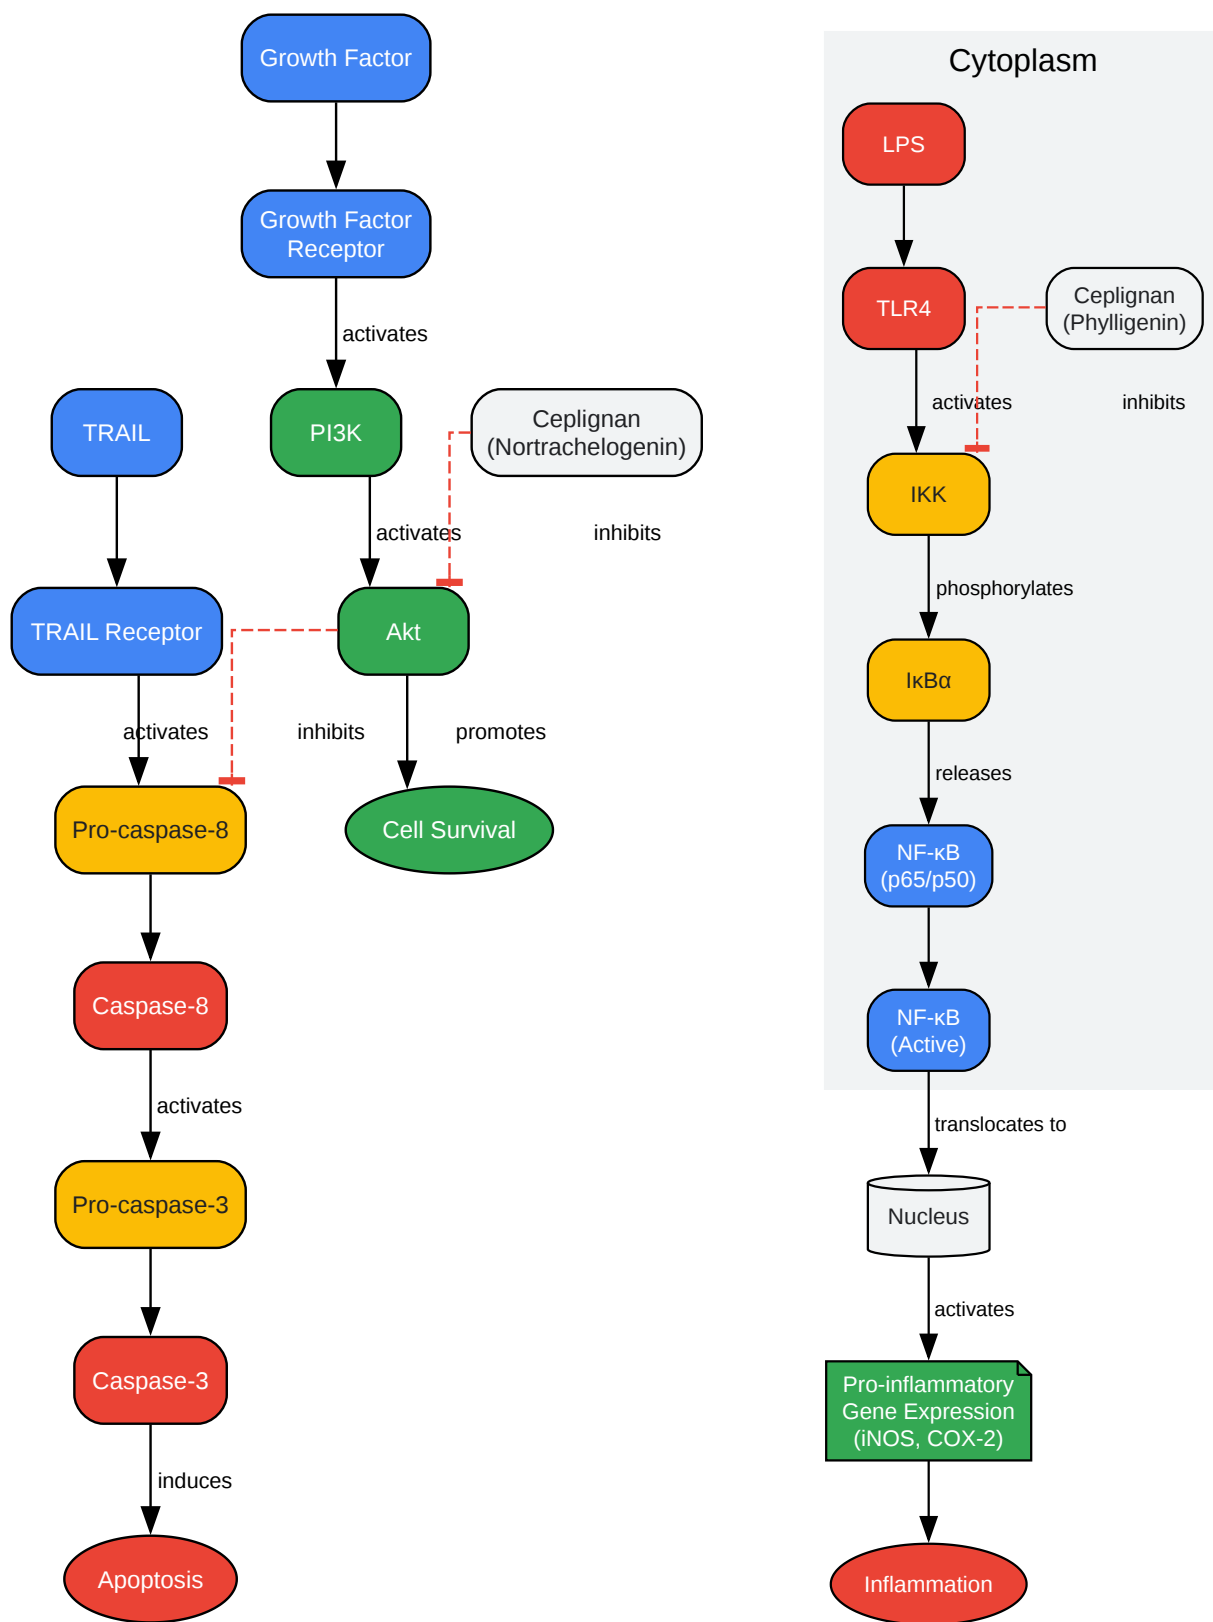 Growth Factor
Growth Factor
Receptor
activates
TRAIL
PI3K
Ceplignan
(Nortrachelogenin)
activates
inhibits
TRAIL Receptor
Akt
activates
inhibits
promotes
Pro-caspase-8
Cell Survival
Caspase-8
activates
Pro-caspase-3
Caspase-3
induces
Apoptosis
Cytoplasm
LPS
TLR4
Ceplignan
(Phylligenin)
activates
inhibits
IKK
phosphorylates
IκBα
releases
NF-κB
(p65/p50)
NF-κB
(Active)
translocates to
Nucleus
activates
Pro-inflammatory
Gene Expression
(iNOS, COX-2)
Inflammation